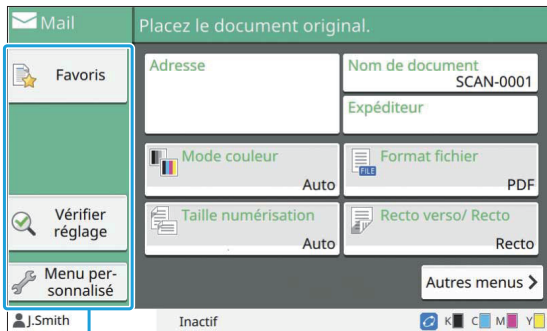 Mail
Placez le document original.
Favoris
Vérifier
réglage
Menu per-
sonnalisé
Adresse
Nom de document
SCAN-0001
Expéditeur
Mode couleur
Auto
FILE
Format fichier
PDF
Taille numérisation
Auto
Recto verso/ Recto
Recto
Autres menus
J.Smith
Inactif
K C M Y